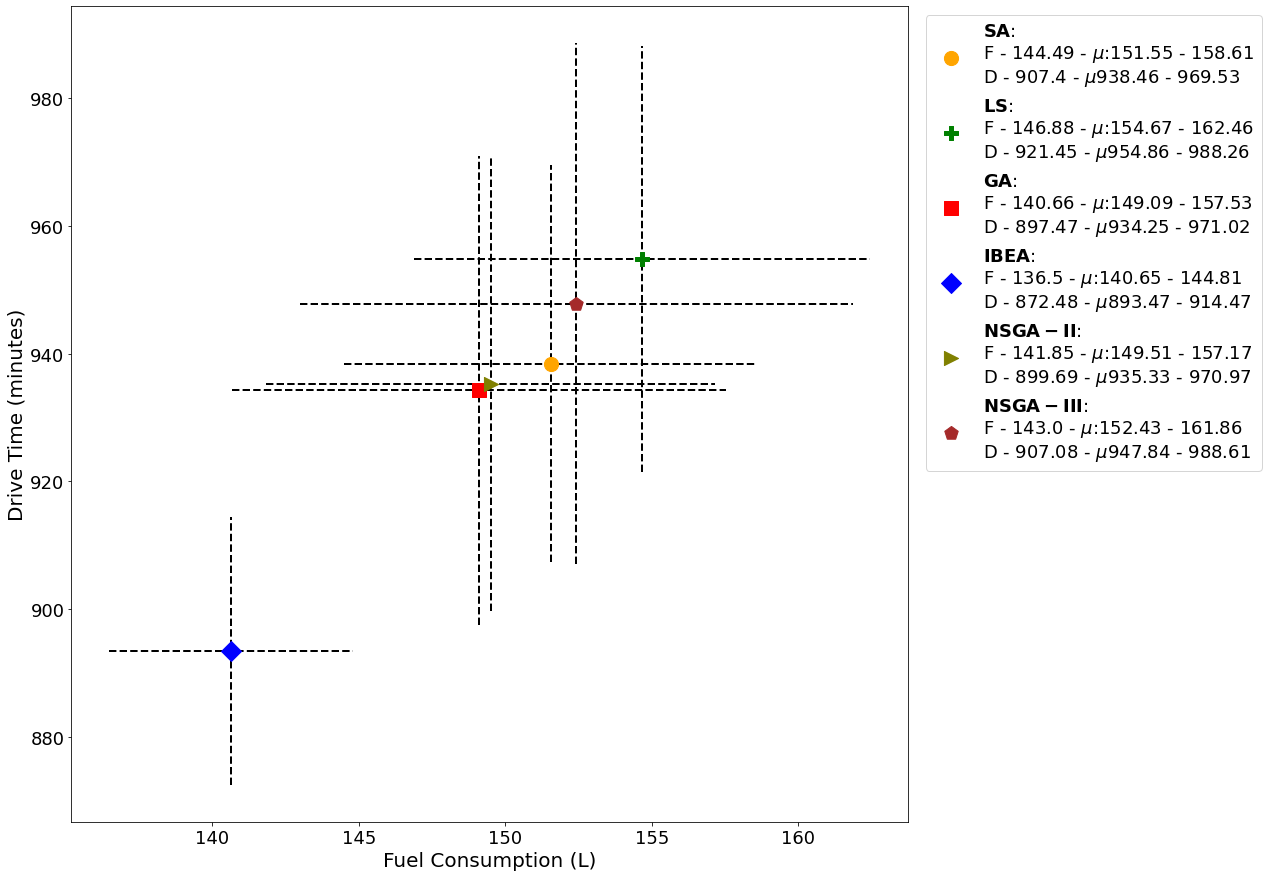 Drive Time (minutes)
980
960
940
920
900
880
140
145
150
155
160
Fuel Consumption (L)
SA:
F - 144.49 - μ:151.55 - 158.61
D - 907.4 - μ938.46 - 969.53
LS:
F - 146.88 - μ:154.67 - 162.46
D - 921.45 - μ954.86 - 988.26
GA:
F - 140.66 - μ:149.09 - 157.53
D - 897.47 - μ934.25 - 971.02
IBEA:
F - 136.5 - μ:140.65 - 144.81
D - 872.48 - μ893.47 - 914.47
NSGA − II:
F - 141.85 - μ:149.51 - 157.17
D - 899.69 - μ935.33 - 970.97
NSGA − III:
F - 143.0 - μ:152.43 - 161.86
D - 907.08 - μ947.84 - 988.61